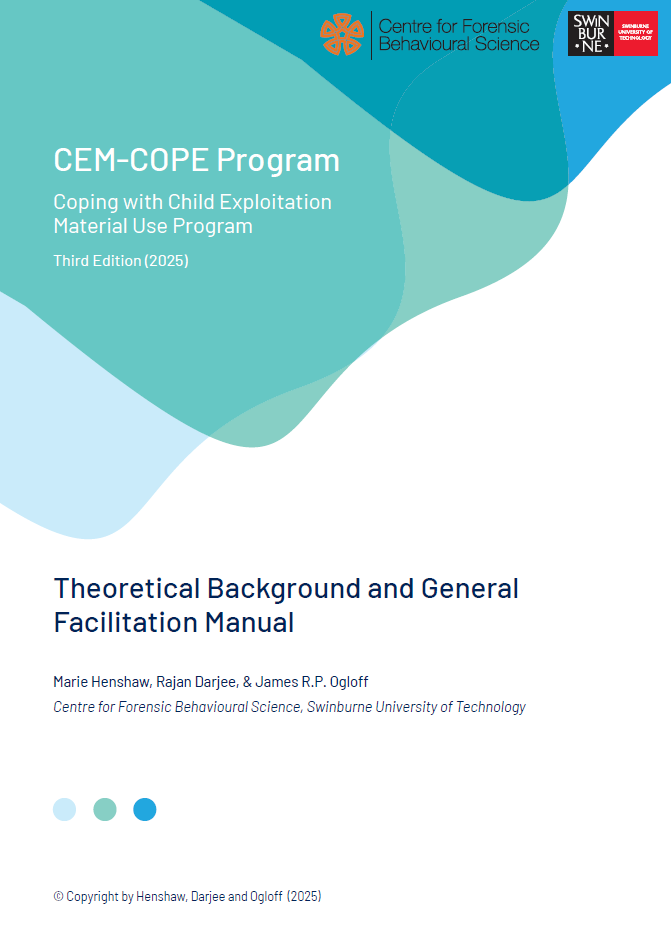 Centre for Forensic
Behavioural Science
SWiN
BUR
• NE •
SWINBURNE
UNIVERSITY OF
TECHNOLOGY
CEM-COPE Program
Coping with Child Exploitation
Material Use Program
Third Edition (2025)
Theoretical Background and General
Facilitation Manual
Marie Henshaw, Rajan Darjee, & James R.P. Ogloff
Centre for Forensic Behavioural Science, Swinburne University of Technology
© Copyright by Henshaw, Darjee and Ogloff (2025)